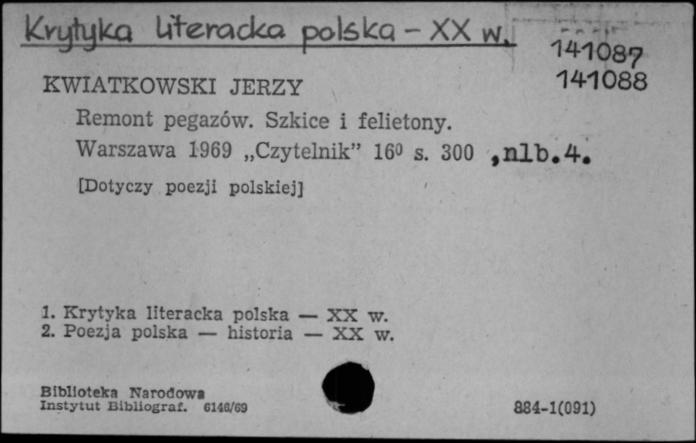 Krytyka literacka polska – XX w.
141087
141088
KWIATKOWSKI JERZY
Remont pegazów. Szkice i felietony.
Warszawa 1969 „Czytelnik” 16⁰ s. 300 ,nlb.4.
[Dotyczy poezji polskiej]
1. Krytyka literacka polska — XX w.
2. Poezja polska — historia — XX w.
Biblioteka Narodowa
Instytut Bibliograf. 6146/69
884-1(091)